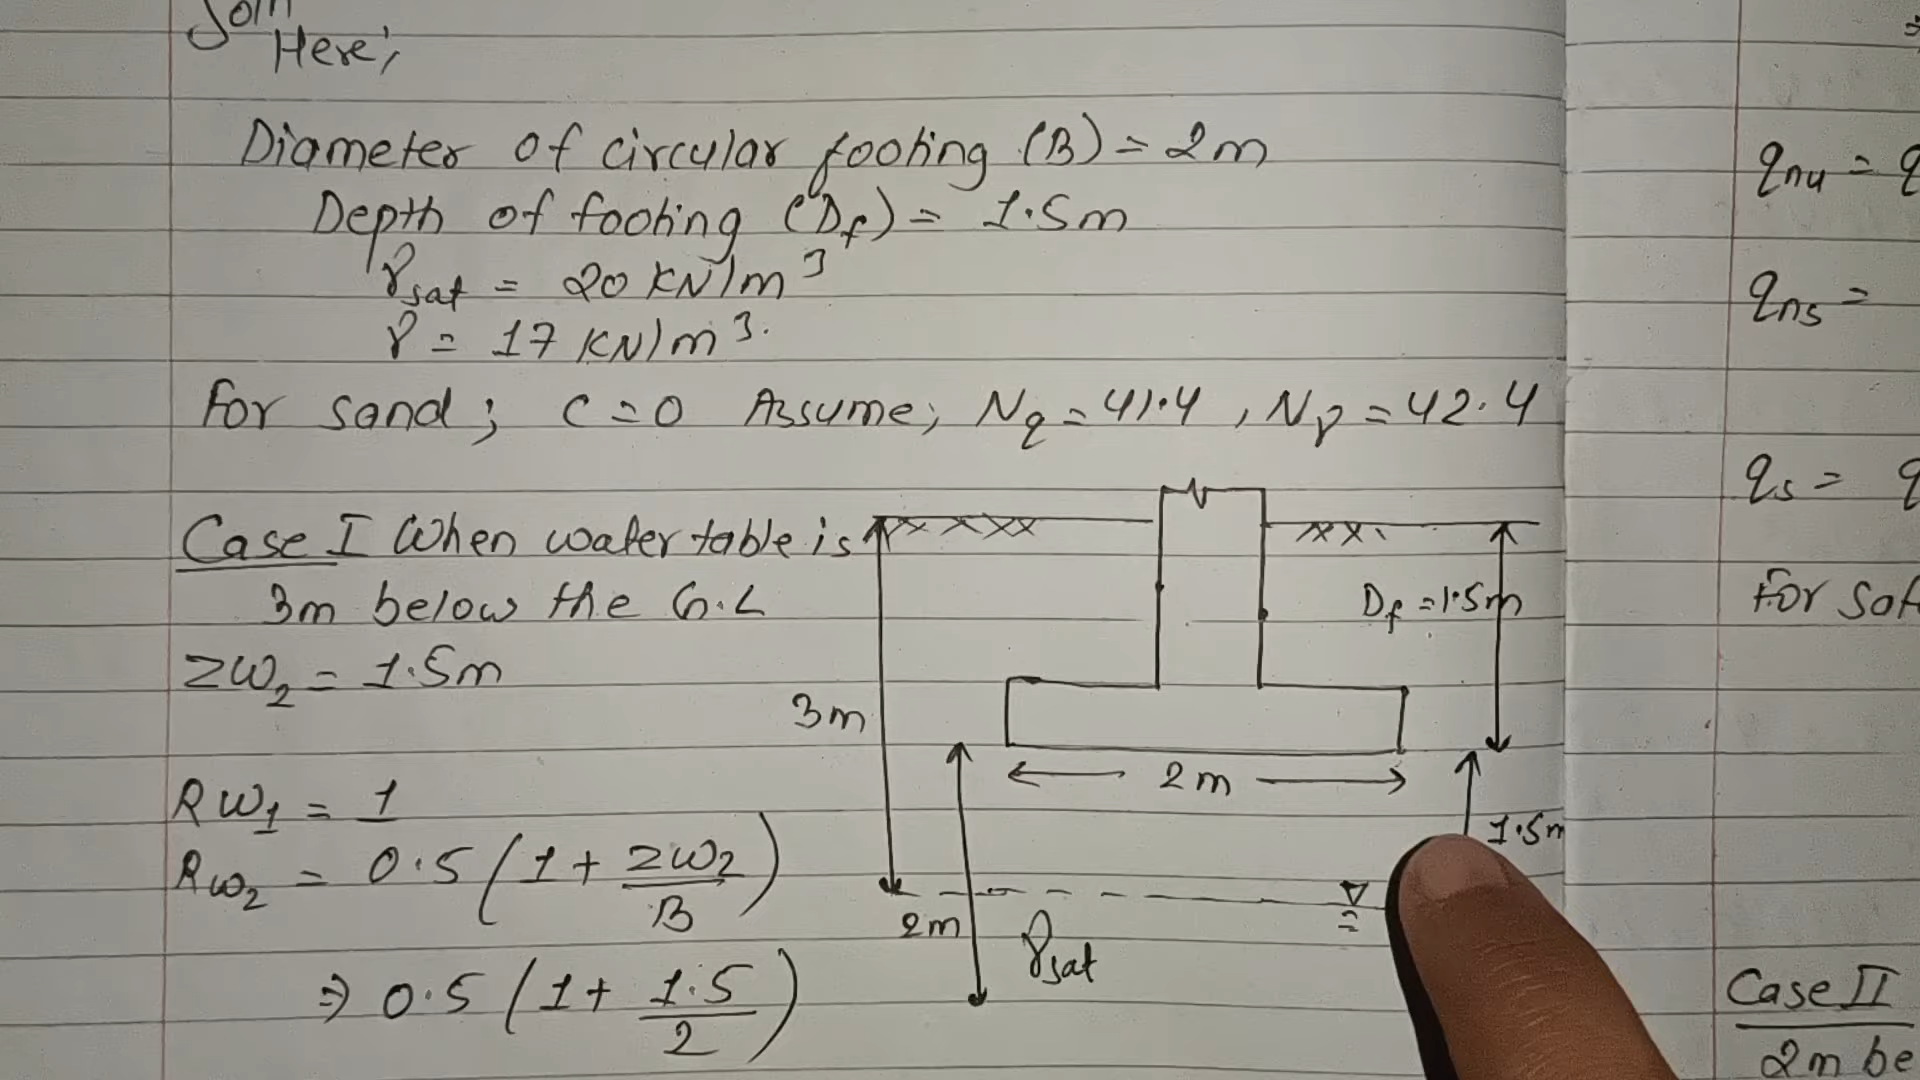 Here;
Diameter of circular footing (B) = 2m
Depth of footing (Df) = 1.5m
γsat = 20 KN/m³
γ = 17 KN/m³.
For sand; C=0 Assume; Nq = 41.4, Nγ = 42.4
Case I When water table is
3m below the G.L
ZW₂ = 1.5m
Df = 1.5m
3m
2m
1.5m
RW₁ = 1
Rw₂ = 0.5 (1 + ZW₂/B)
2m
γsat
⇒ 0.5 (1 + 1.5/2)
qnu = q
qns =
qs = q
Case II
2m be